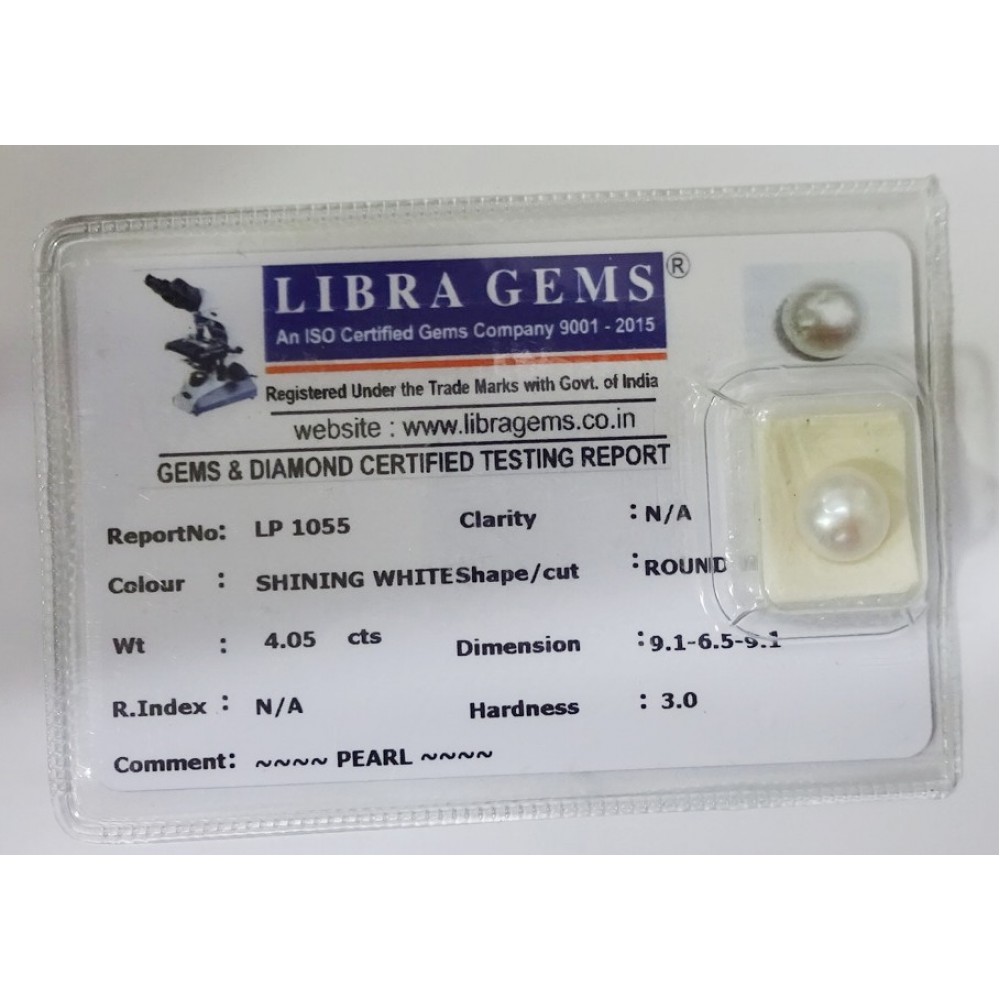 LIBRA GEMS ®
An ISO Certified Gems Company 9001 - 2015
Registered Under the Trade Marks with Govt. of India
website : www.libragems.co.in
GEMS & DIAMOND CERTIFIED TESTING REPORT
ReportNo: LP 1055 Clarity : N/A
Colour : SHINING WHITE Shape/cut : ROUND
Wt : 4.05 cts Dimension : 9.1-6.5-9.1
R.Index : N/A Hardness : 3.0
Comment: ~~~~ PEARL ~~~~